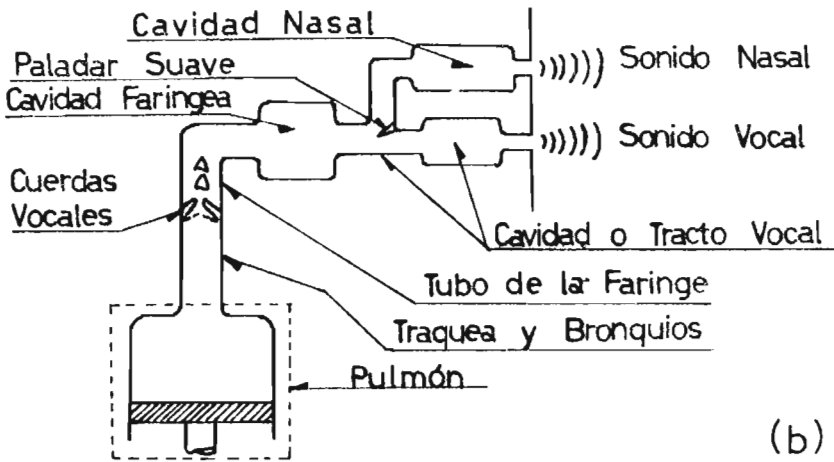 Cavidad Nasal
Sonido Nasal
Paladar Suave
Cavidad Faringea
Sonido Vocal
Cuerdas
Vocales
Cavidad o Tracto Vocal
Tubo de la Faringe
Traquea y Bronquios
Pulmón
(b)